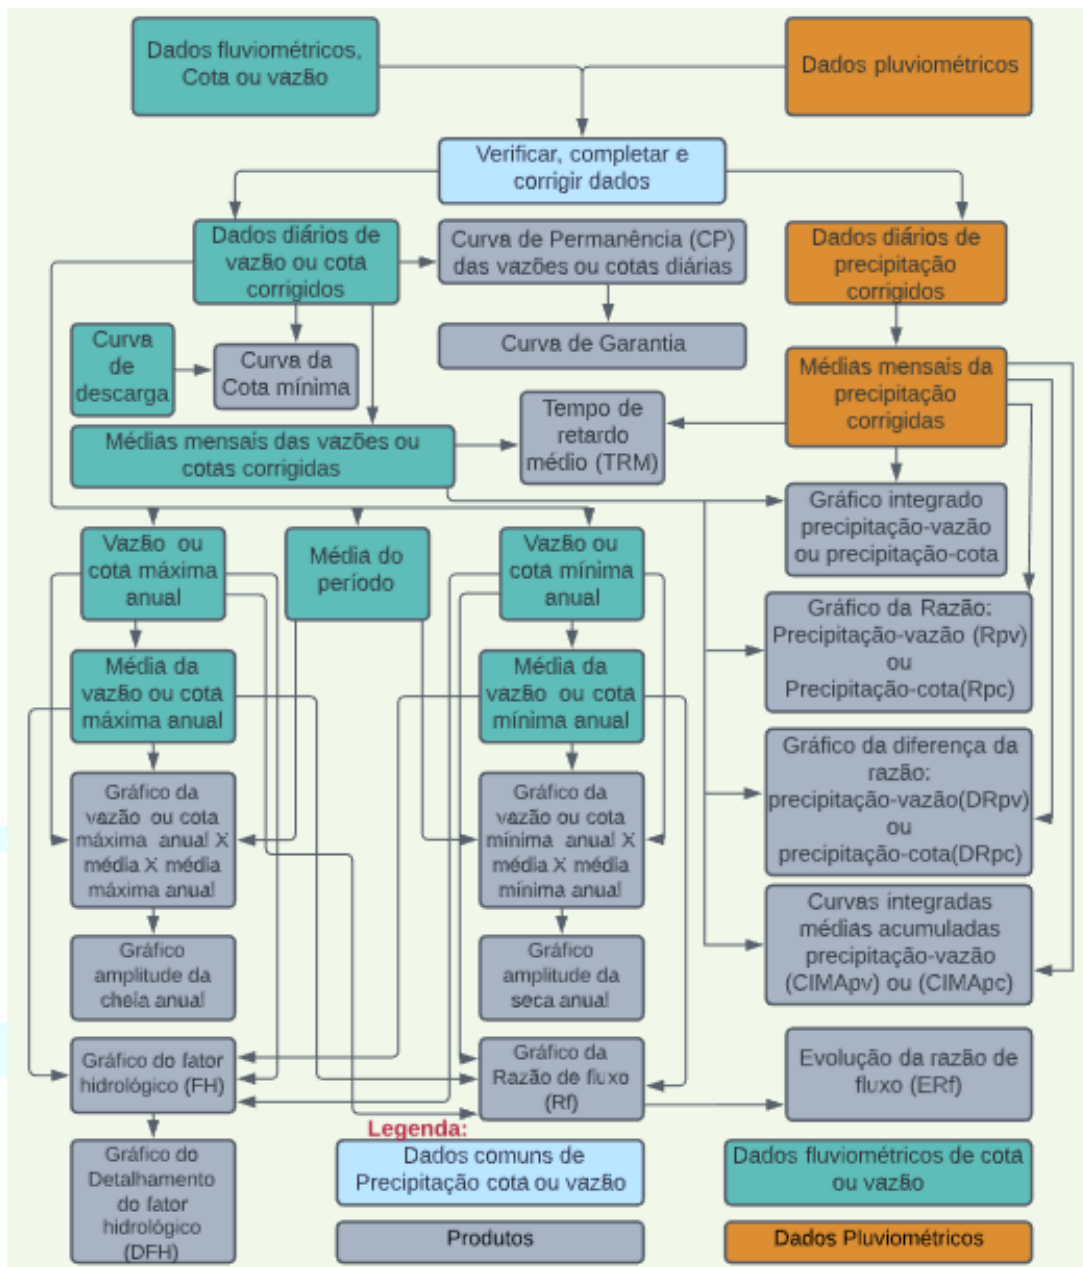 Dados fluviométricos,
Cota ou vazão
Dados pluviométricos
Verificar, completar e
corrigir dados
Dados diários de
vazão ou cota
corrigidos
Curva de Permanência (CP)
das vazões ou cotas diárias
Dados diários de
precipitação
corrigidos
Curva de Garantia
Curva
de
descarga
Curva da
Cota mínima
Médias mensais da
precipitação
corrigidas
Tempo de
retardo
médio (TRM)
Médias mensais das vazões ou
cotas corrigidas
Gráfico integrado
precipitação-vazão
ou precipitação-cota
Vazão ou
cota máxima
anual
Média do
período
Vazão ou
cota mínima
anual
Gráfico da Razão:
Precipitação-vazão (Rpv)
ou
Precipitação-cota(Rpc)
Média da
vazão ou cota
máxima anual
Média da
vazão ou cota
mínima anual
Gráfico da diferença da
razão:
precipitação-vazão(DRpv)
ou
precipitação-cota(DRpc)
Gráfico da
vazão ou cota
máxima anual X
média X média
máxima anual
Gráfico da
vazão ou cota
mínima anual X
média X média
mínima anual
Curvas integradas
médias acumuladas
precipitação-vazão
(CIMApv) ou (CIMApc)
Gráfico
amplitude da
cheia anual
Gráfico
amplitude da
seca anual
Gráfico do fator
hidrológico (FH)
Gráfico da
Razão de fluxo
(Rf)
Evolução da razão de
fluxo (ERf)
Gráfico do
Detalhamento
do fator
hidrológico
(DFH)
Legenda:
Dados comuns de
Precipitação cota ou vazão
Dados fluviométricos de cota
ou vazão
Produtos
Dados Pluviométricos